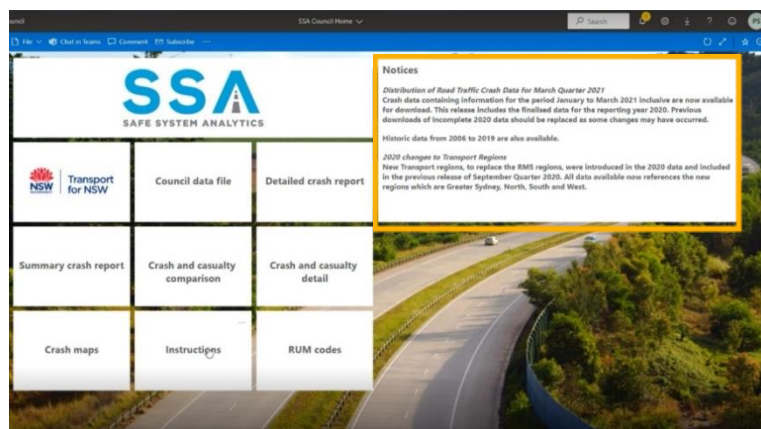 uncil
SSA Council Home
Search
PS
File
Chat in Teams
Comment
Subscribe
SSA
SAFE SYSTEM ANALYTICS
NSW
Transport
for NSW
Council data file
Detailed crash report
Summary crash report
Crash and casualty
comparison
Crash and casualty
detail
Crash maps
Instructions
RUM codes
Notices
Distribution of Road Traffic Crash Data for March Quarter 2021
Crash data containing information for the period January to March 2021 inclusive are now available
for download. This release includes the finalised data for the reporting year 2020. Previous
downloads of incomplete 2020 data should be replaced as some changes may have occurred.
Historic data from 2006 to 2019 are also available.
2020 changes to Transport Regions
New Transport regions, to replace the RMS regions, were introduced in the 2020 data and included
in the previous release of September Quarter 2020. All data available now references the new
regions which are Greater Sydney, North, South and West.